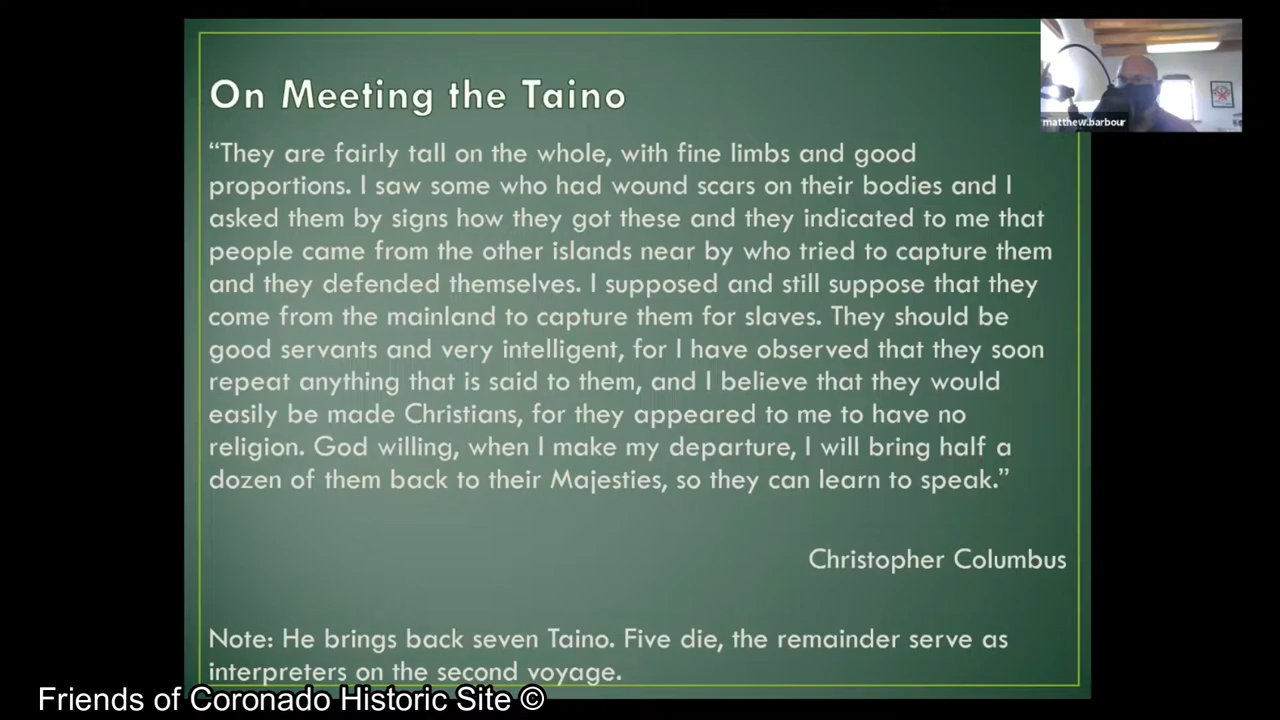 On Meeting the Taino
matthew.barbour
“They are fairly tall on the whole, with fine limbs and good
proportions. I saw some who had wound scars on their bodies and I
asked them by signs how they got these and they indicated to me that
people came from the other islands near by who tried to capture them
and they defended themselves. I supposed and still suppose that they
come from the mainland to capture them for slaves. They should be
good servants and very intelligent, for I have observed that they soon
repeat anything that is said to them, and I believe that they would
easily be made Christians, for they appeared to me to have no
religion. God willing, when I make my departure, I will bring half a
dozen of them back to their Majesties, so they can learn to speak.”
Christopher Columbus
Note: He brings back seven Taino. Five die, the remainder serve as
interpreters on the second voyage.
Friends of Coronado Historic Site ©